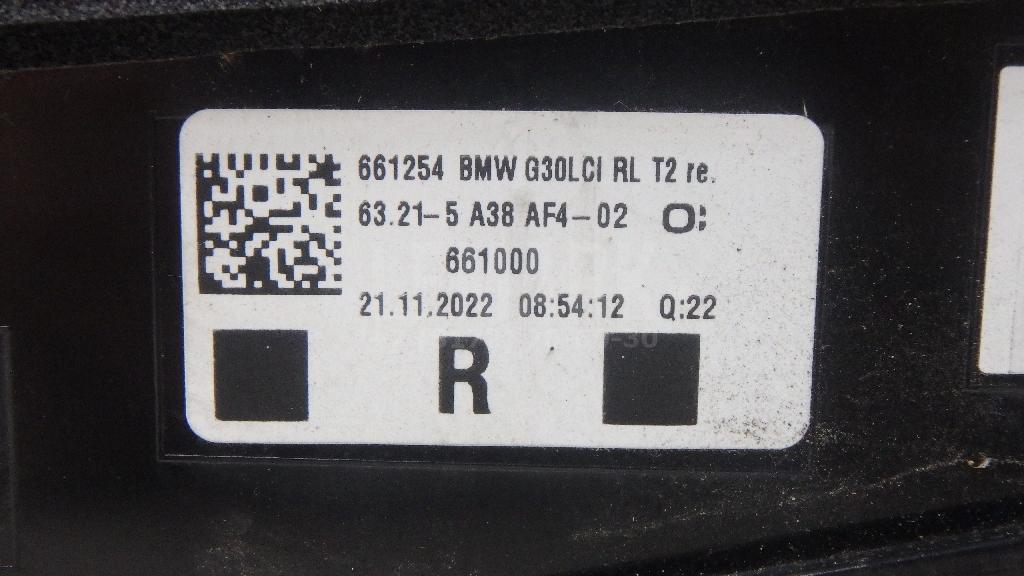 661254 BMW G30LCI RL T2 re.
63.21-5 A38 AF4-02 O:
661000
21.11.2022 08:54:12 Q:22
R